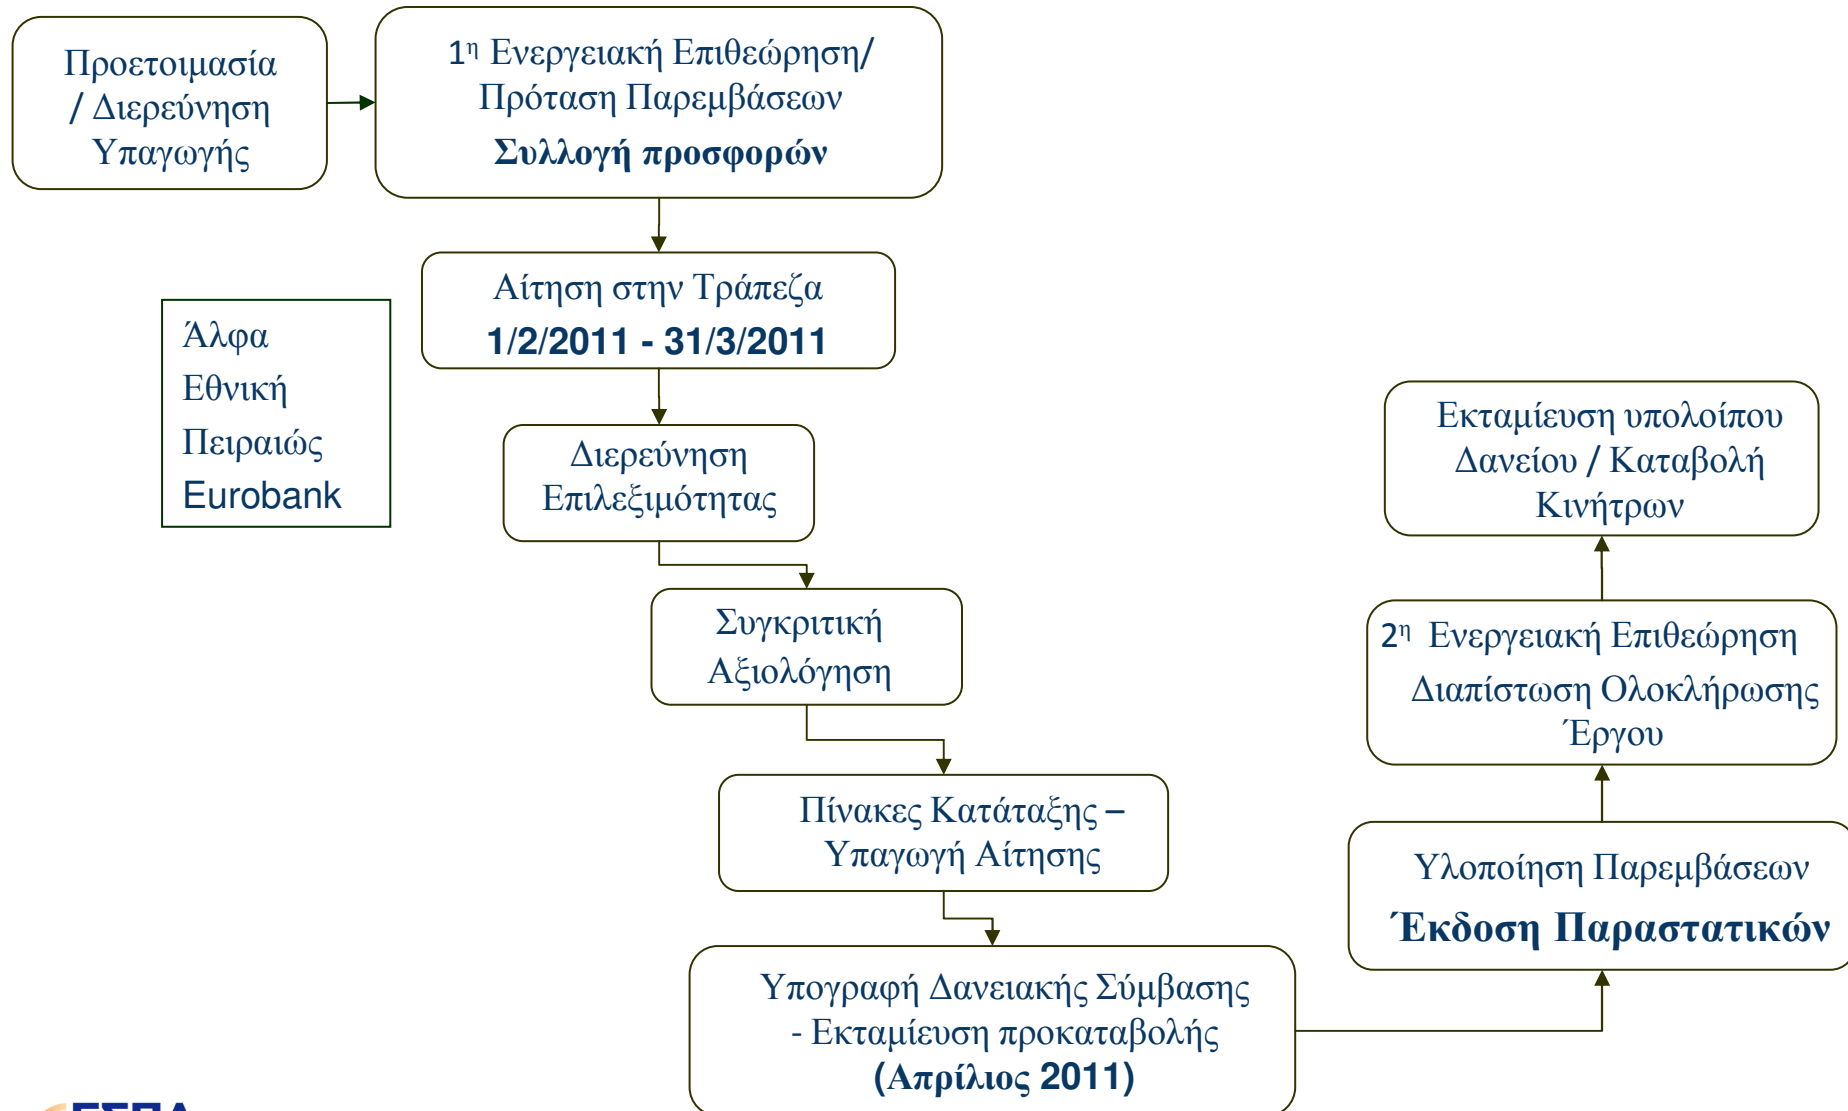 Προετοιμασία
/ Διερεύνηση
Υπαγωγής
1η Ενεργειακή Επιθεώρηση/
Πρόταση Παρεμβάσεων
Συλλογή προσφορών
Αίτηση στην Τράπεζα
1/2/2011 - 31/3/2011
Άλφα
Εθνική
Πειραιώς
Eurobank
Διερεύνηση
Επιλεξιμότητας
Συγκριτική
Αξιολόγηση
Πίνακες Κατάταξης –
Υπαγωγή Αίτησης
Υπογραφή Δανειακής Σύμβασης
- Εκταμίευση προκαταβολής
(Απρίλιος 2011)
Υλοποίηση Παρεμβάσεων
Έκδοση Παραστατικών
2η Ενεργειακή Επιθεώρηση
Διαπίστωση Ολοκλήρωσης
Έργου
Εκταμίευση υπολοίπου
Δανείου / Καταβολή
Κινήτρων
ΕΣΠΑ